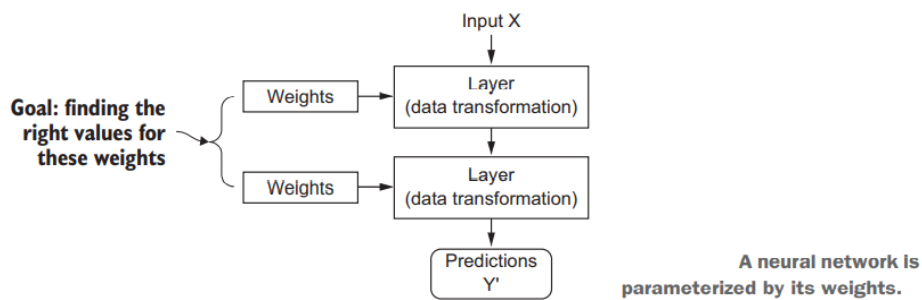 Input X
Layer
(data transformation)
Weights
Goal: finding the
right values for
these weights
Layer
(data transformation)
Weights
Predictions
Y'
A neural network is
parameterized by its weights.